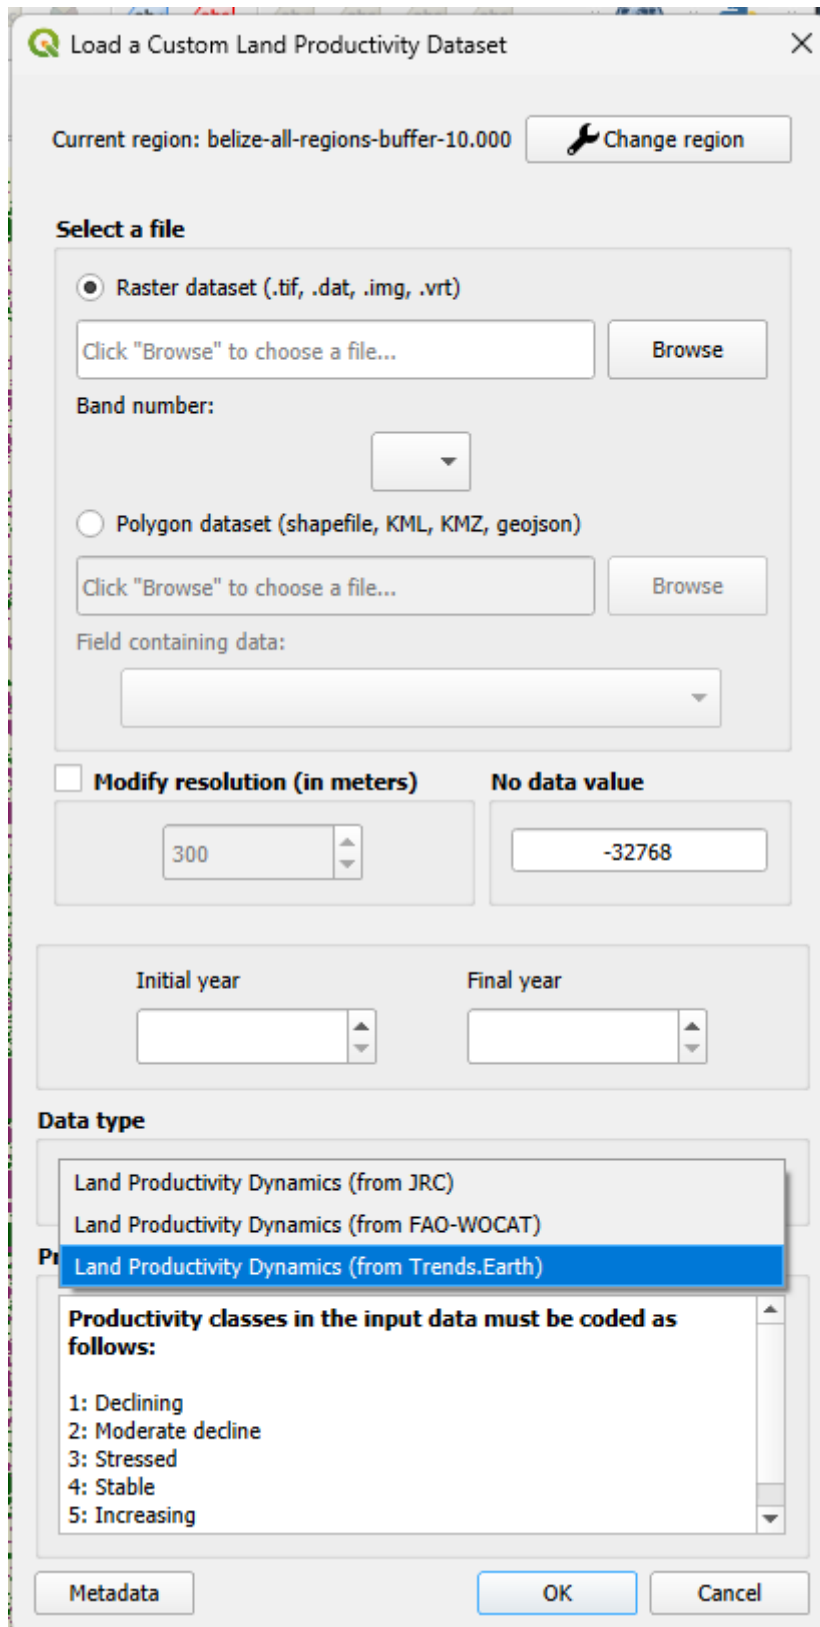 Load a Custom Land Productivity Dataset
Current region: belize-all-regions-buffer-10.000
Change region
Select a file
Raster dataset (.tif, .dat, .img, .vrt)
Click "Browse" to choose a file...
Browse
Band number:
Polygon dataset (shapefile, KML, KMZ, geojson)
Click "Browse" to choose a file...
Browse
Field containing data:
Modify resolution (in meters)
No data value
300
-32768
Initial year
Final year
Data type
Land Productivity Dynamics (from JRC)
Land Productivity Dynamics (from FAO-WOCAT)
Land Productivity Dynamics (from Trends.Earth)
Productivity classes in the input data must be coded as
follows:
1: Declining
2: Moderate decline
3: Stressed
4: Stable
5: Increasing
Metadata
OK
Cancel